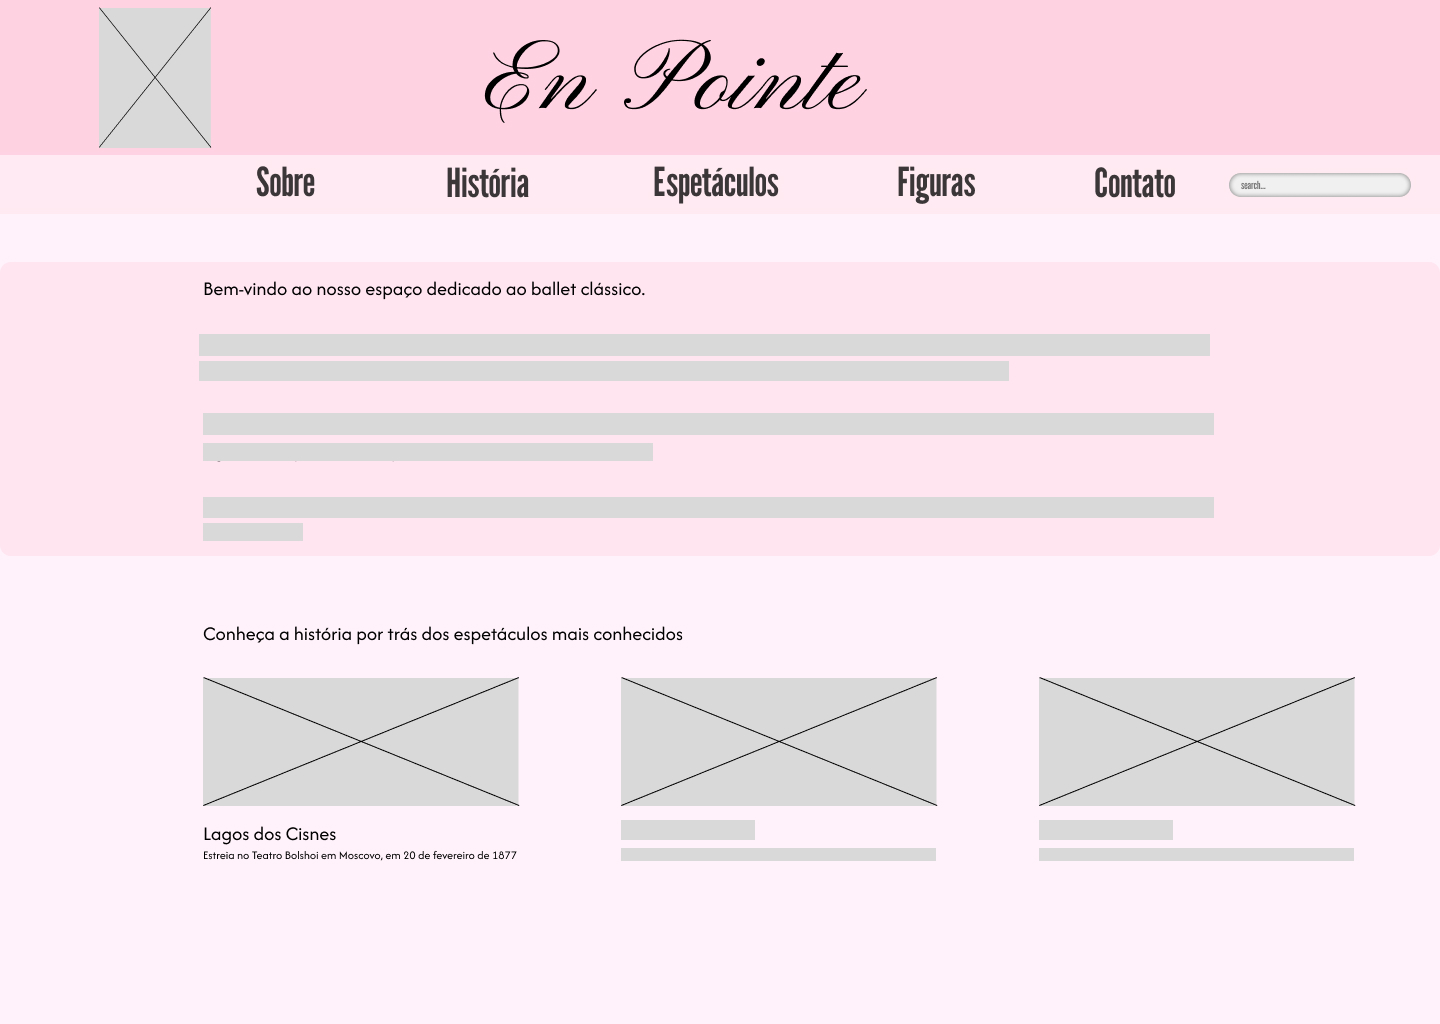 En Pointe
Sobre
História
Espetáculos
Figuras
Contato
search...
Bem-vindo ao nosso espaço dedicado ao ballet clássico.
Conheça a história por trás dos espetáculos mais conhecidos
Lagos dos Cisnes
Estreia no Teatro Bolshoi em Moscovo, em 20 de fevereiro de 1877